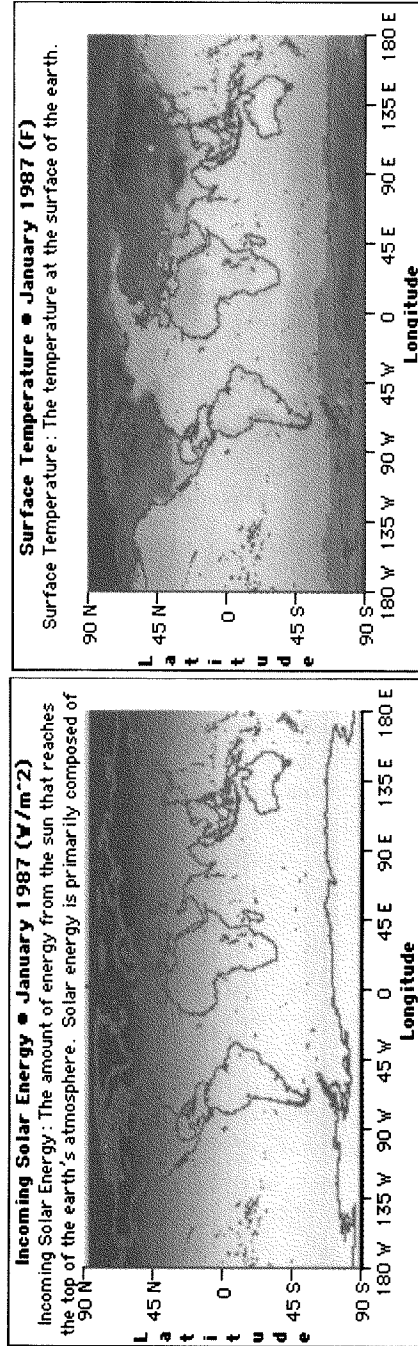 Incoming Solar Energy • January 1987 (W/m^2)
Incoming Solar Energy: The amount of energy from the sun that reaches
the top of the earth's atmosphere. Solar energy is primarily composed of
90 N
45 N
0
45 S
90 S
Latitude
180 W 135 W 90 W 45 W 0 45 E 90 E 135 E 180 E
Longitude
Surface Temperature • January 1987 (F)
Surface Temperature: The temperature at the surface of the earth.
90 N
45 N
0
45 S
90 S
Latitude
180 W 135 W 90 W 45 W 0 45 E 90 E 135 E 180 E
Longitude